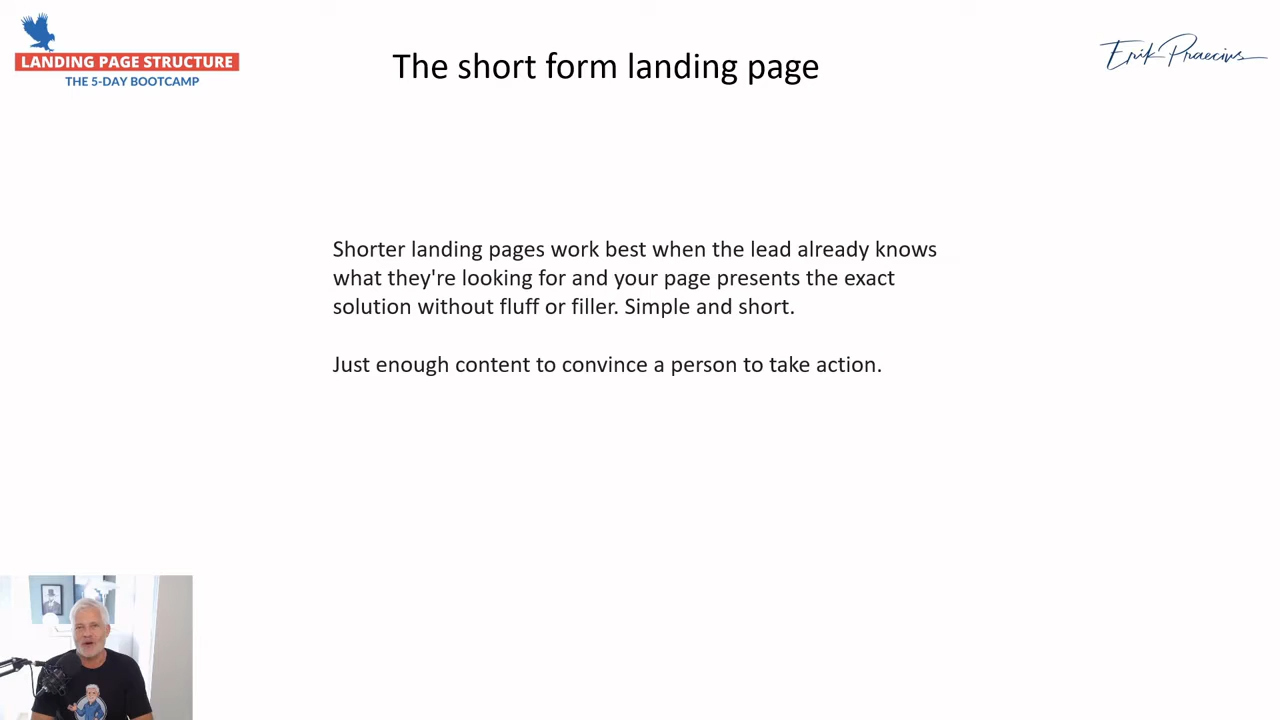 LANDING PAGE STRUCTURE
THE 5-DAY BOOTCAMP
The short form landing page
Erik Praecius
Shorter landing pages work best when the lead already knows
what they're looking for and your page presents the exact
solution without fluff or filler. Simple and short.
Just enough content to convince a person to take action.